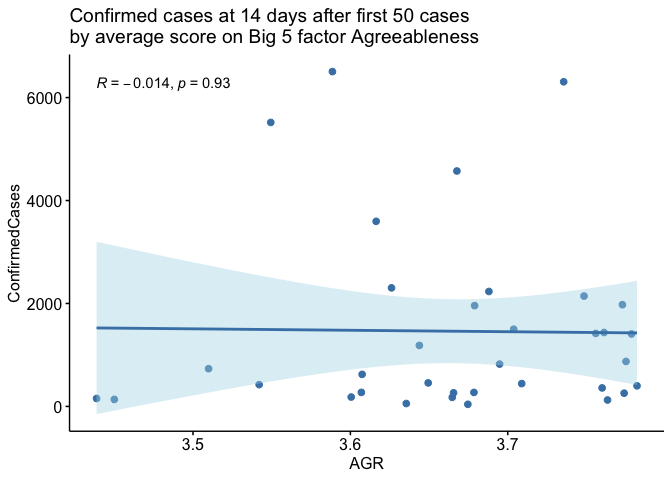 Confirmed cases at 14 days after first 50 cases
by average score on Big 5 factor Agreeableness
R = −0.014, p = 0.93
6000
4000
2000
0
ConfirmedCases
3.5 3.6 3.7
AGR